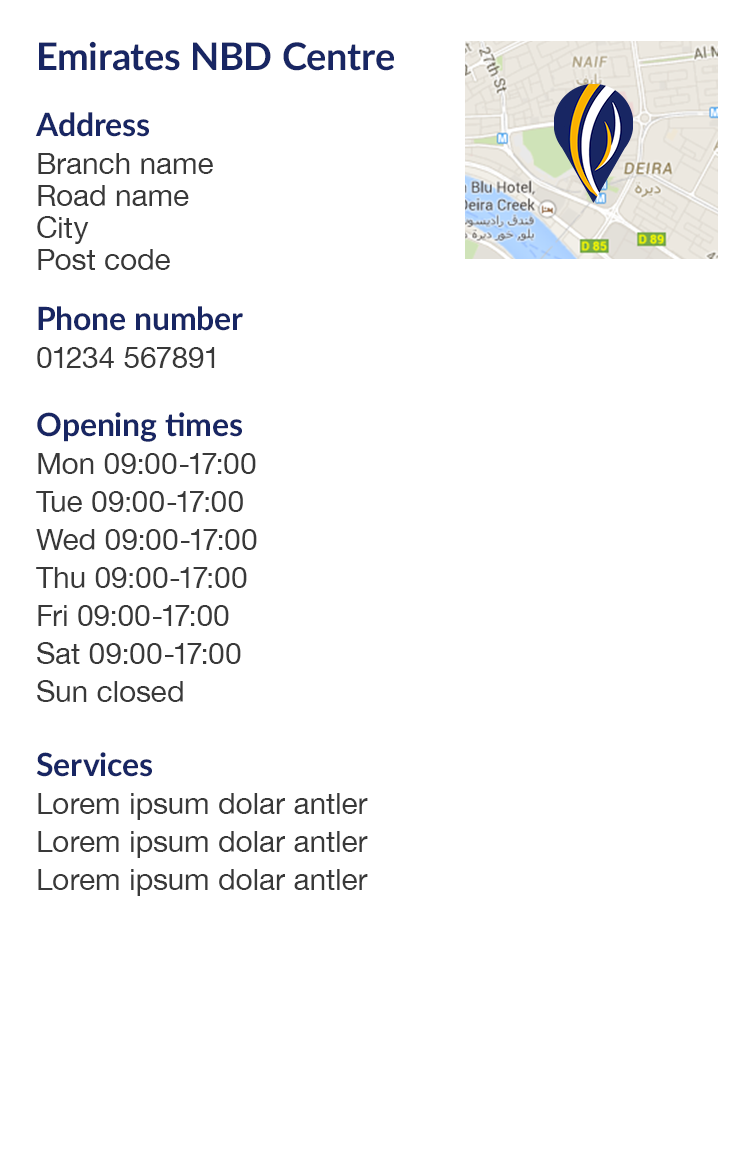 Emirates NBD Centre
Address
Branch name
Road name
City
Post code
Phone number
01234 567891
Opening times
Mon 09:00-17:00
Tue 09:00-17:00
Wed 09:00-17:00
Thu 09:00-17:00
Fri 09:00-17:00
Sat 09:00-17:00
Sun closed
Services
Lorem ipsum dolar antler
Lorem ipsum dolar antler
Lorem ipsum dolar antler
27th St
NAIF
نايف
Al
M
M
DEIRA
ديرة
Blu Hotel,
Deira Creek
فندق راديسو
بلو, خور ديرة
M
D 85
D 89